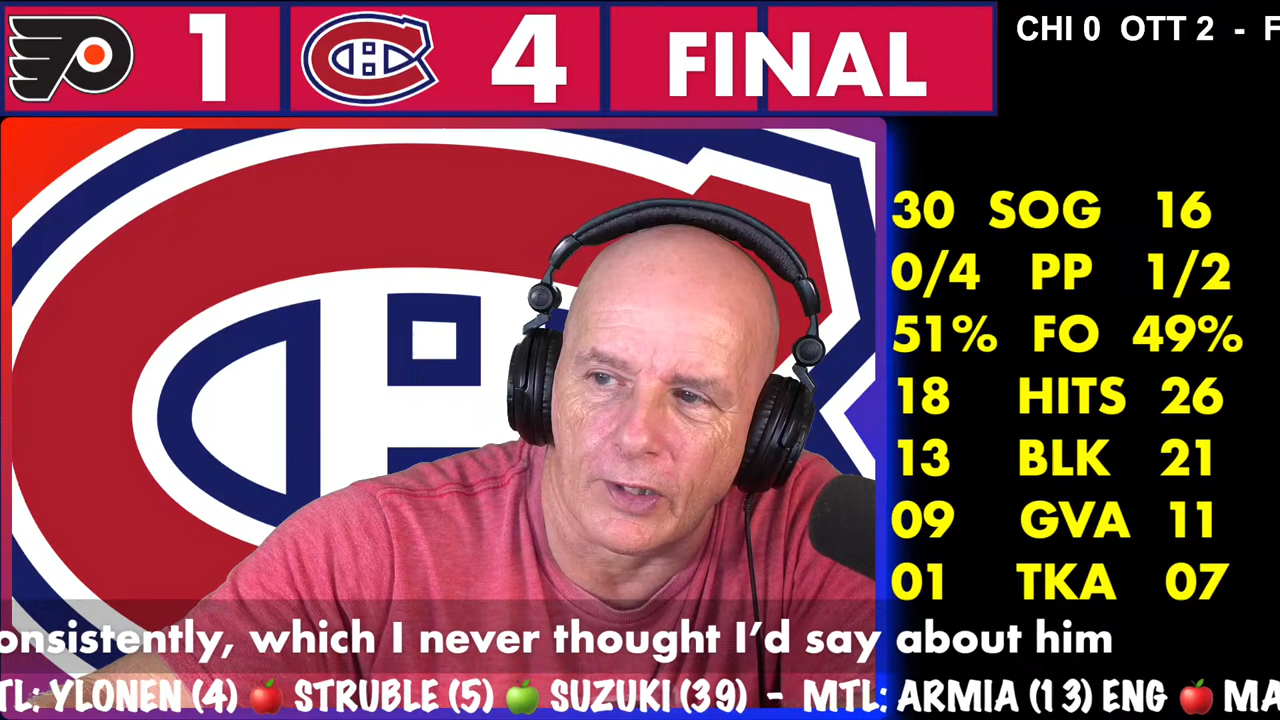 1 4 FINAL
CHI 0 OTT 2 - F
30 SOG 16
0/4 PP 1/2
51% FO 49%
18 HITS 26
13 BLK 21
09 GVA 11
01 TKA 07
onsistently, which I never thought I'd say about him
TL: YLONEN (4) 🍎 STRUBLE (5) 🍏 SUZUKI (39) - MTL: ARMIA (13) ENG 🍎 MA